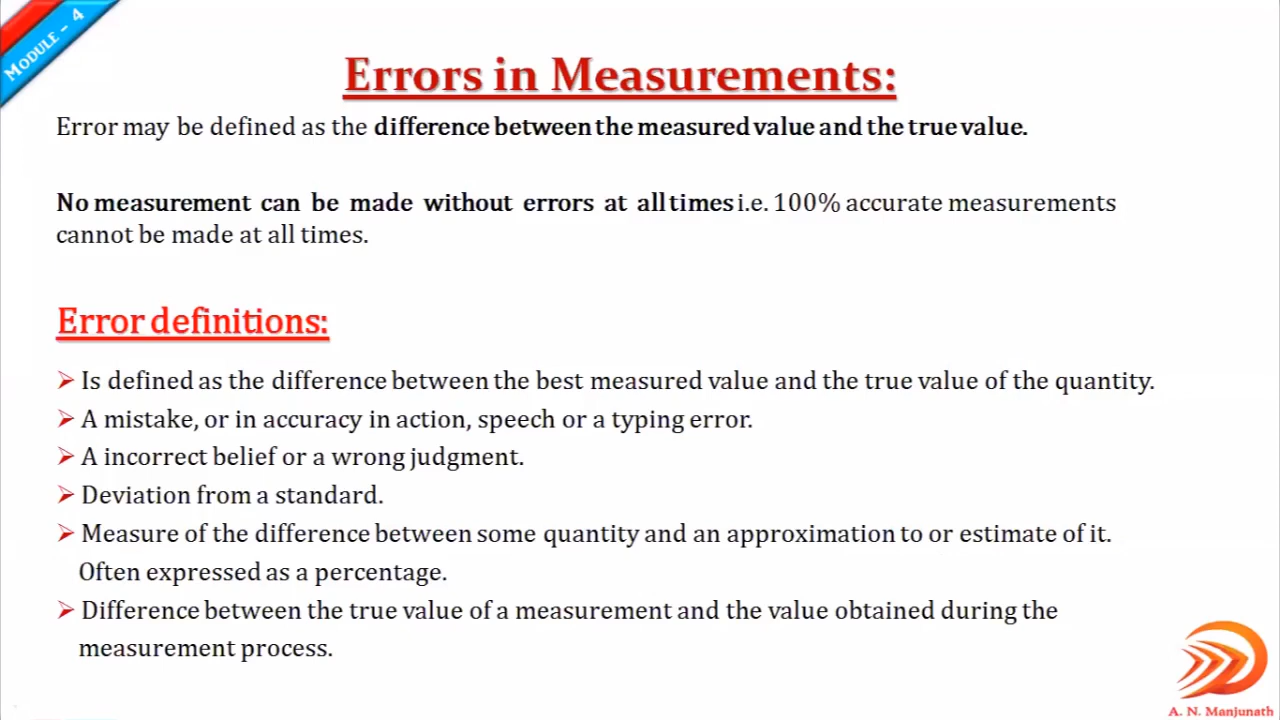 MODULE – 4
Errors in Measurements:
Error may be defined as the difference between the measured value and the true value.
No measurement can be made without errors at all times i.e. 100% accurate measurements
cannot be made at all times.
Error definitions:
➢ Is defined as the difference between the best measured value and the true value of the quantity.
➢ A mistake, or in accuracy in action, speech or a typing error.
➢ A incorrect belief or a wrong judgment.
➢ Deviation from a standard.
➢ Measure of the difference between some quantity and an approximation to or estimate of it.
Often expressed as a percentage.
➢ Difference between the true value of a measurement and the value obtained during the
measurement process.
A. N. Manjunath